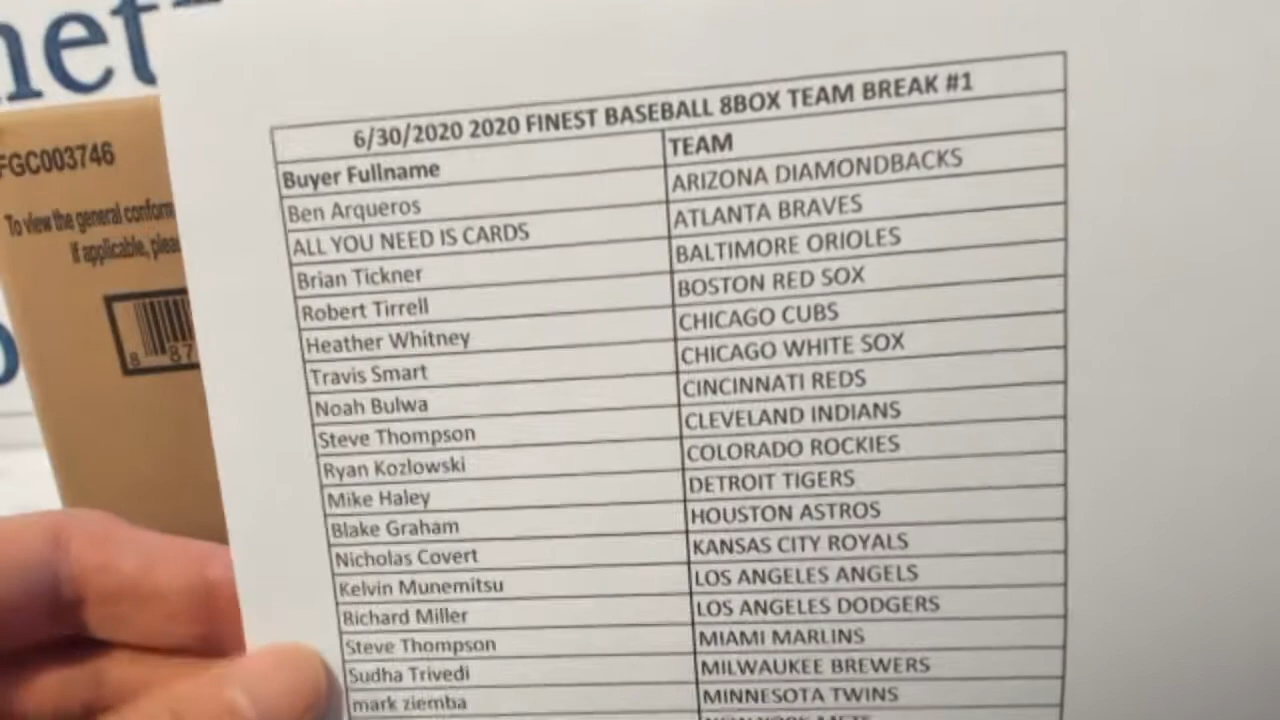 net
FGC003746
To view the general conform
If applicable, plea
8 87
6/30/2020 2020 FINEST BASEBALL 8BOX TEAM BREAK #1
Buyer Fullname TEAM
Ben Arqueros ARIZONA DIAMONDBACKS
ALL YOU NEED IS CARDS ATLANTA BRAVES
Brian Tickner BALTIMORE ORIOLES
Robert Tirrell BOSTON RED SOX
Heather Whitney CHICAGO CUBS
Travis Smart CHICAGO WHITE SOX
Noah Bulwa CINCINNATI REDS
Steve Thompson CLEVELAND INDIANS
Ryan Kozlowski COLORADO ROCKIES
Mike Haley DETROIT TIGERS
Blake Graham HOUSTON ASTROS
Nicholas Covert KANSAS CITY ROYALS
Kelvin Munemitsu LOS ANGELES ANGELS
Richard Miller LOS ANGELES DODGERS
Steve Thompson MIAMI MARLINS
Sudha Trivedi MILWAUKEE BREWERS
mark ziemba MINNESOTA TWINS